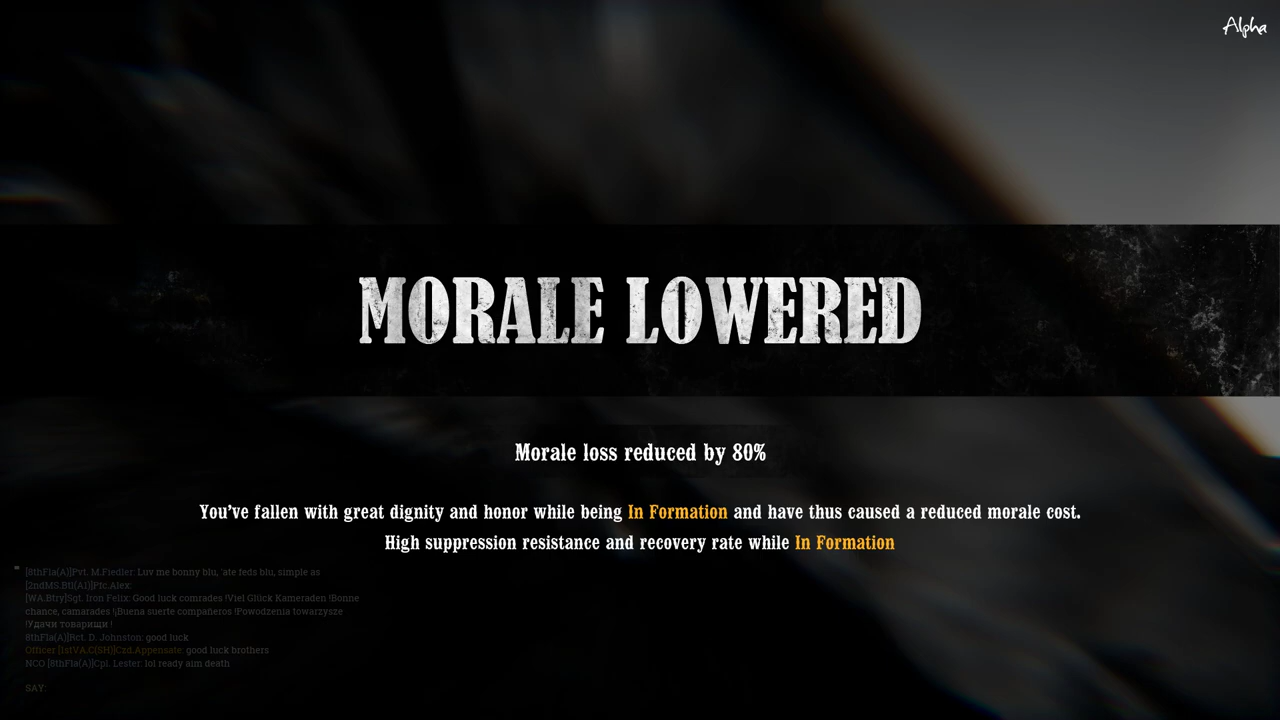 Alpha
MORALE LOWERED
Morale loss reduced by 80%
You've fallen with great dignity and honor while being In Formation and have thus caused a reduced morale cost.
High suppression resistance and recovery rate while In Formation
[8thFla(A)]Pvt. M.Fiedler: Luv me bonny blu, 'ate feds blu, simple as
[2ndMS.Btl(A1)]Pfc.Alex:
[WA.Btry]Sgt. Iron Felix: Good luck comrades !Viel Glück Kameraden !Bonne
chance, camarades !¡Buena suerte compañeros !Powodzenia towarzysze
!Удачи товарищи !
8thFla(A)]Rct. D. Johnston: good luck
Officer [1stVA.G(SH)]Czd.Appensate: good luck brothers
NCO [8thFla(A)]Cpl. Lester: lol ready aim death
SAY: